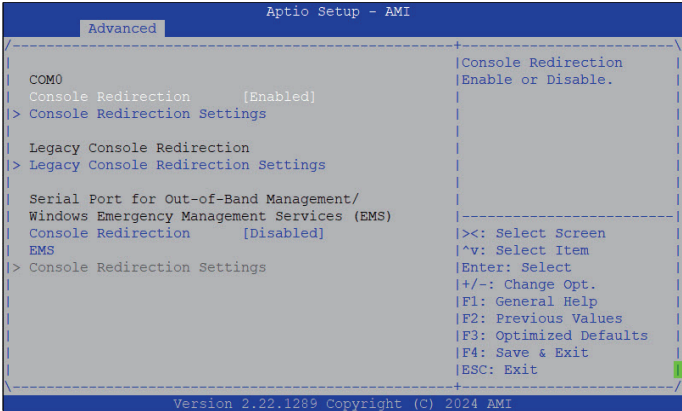 Aptio Setup - AMI
Advanced
/------------------------------------------------------+-------------------------\
Console Redirection
COM0 |Enable or Disable.
Console Redirection [Enabled]
> Console Redirection Settings
Legacy Console Redirection
> Legacy Console Redirection Settings
Serial Port for Out-of-Band Management/
Windows Emergency Management Services (EMS) |-------------------------
Console Redirection [Disabled] |><: Select Screen
EMS |^v: Select Item
> Console Redirection Settings |Enter: Select
|+/-: Change Opt.
|F1: General Help
|F2: Previous Values
|F3: Optimized Defaults
|F4: Save & Exit
|ESC: Exit
\------------------------------------------------------+-------------------------/
Version 2.22.1289 Copyright (C) 2024 AMI